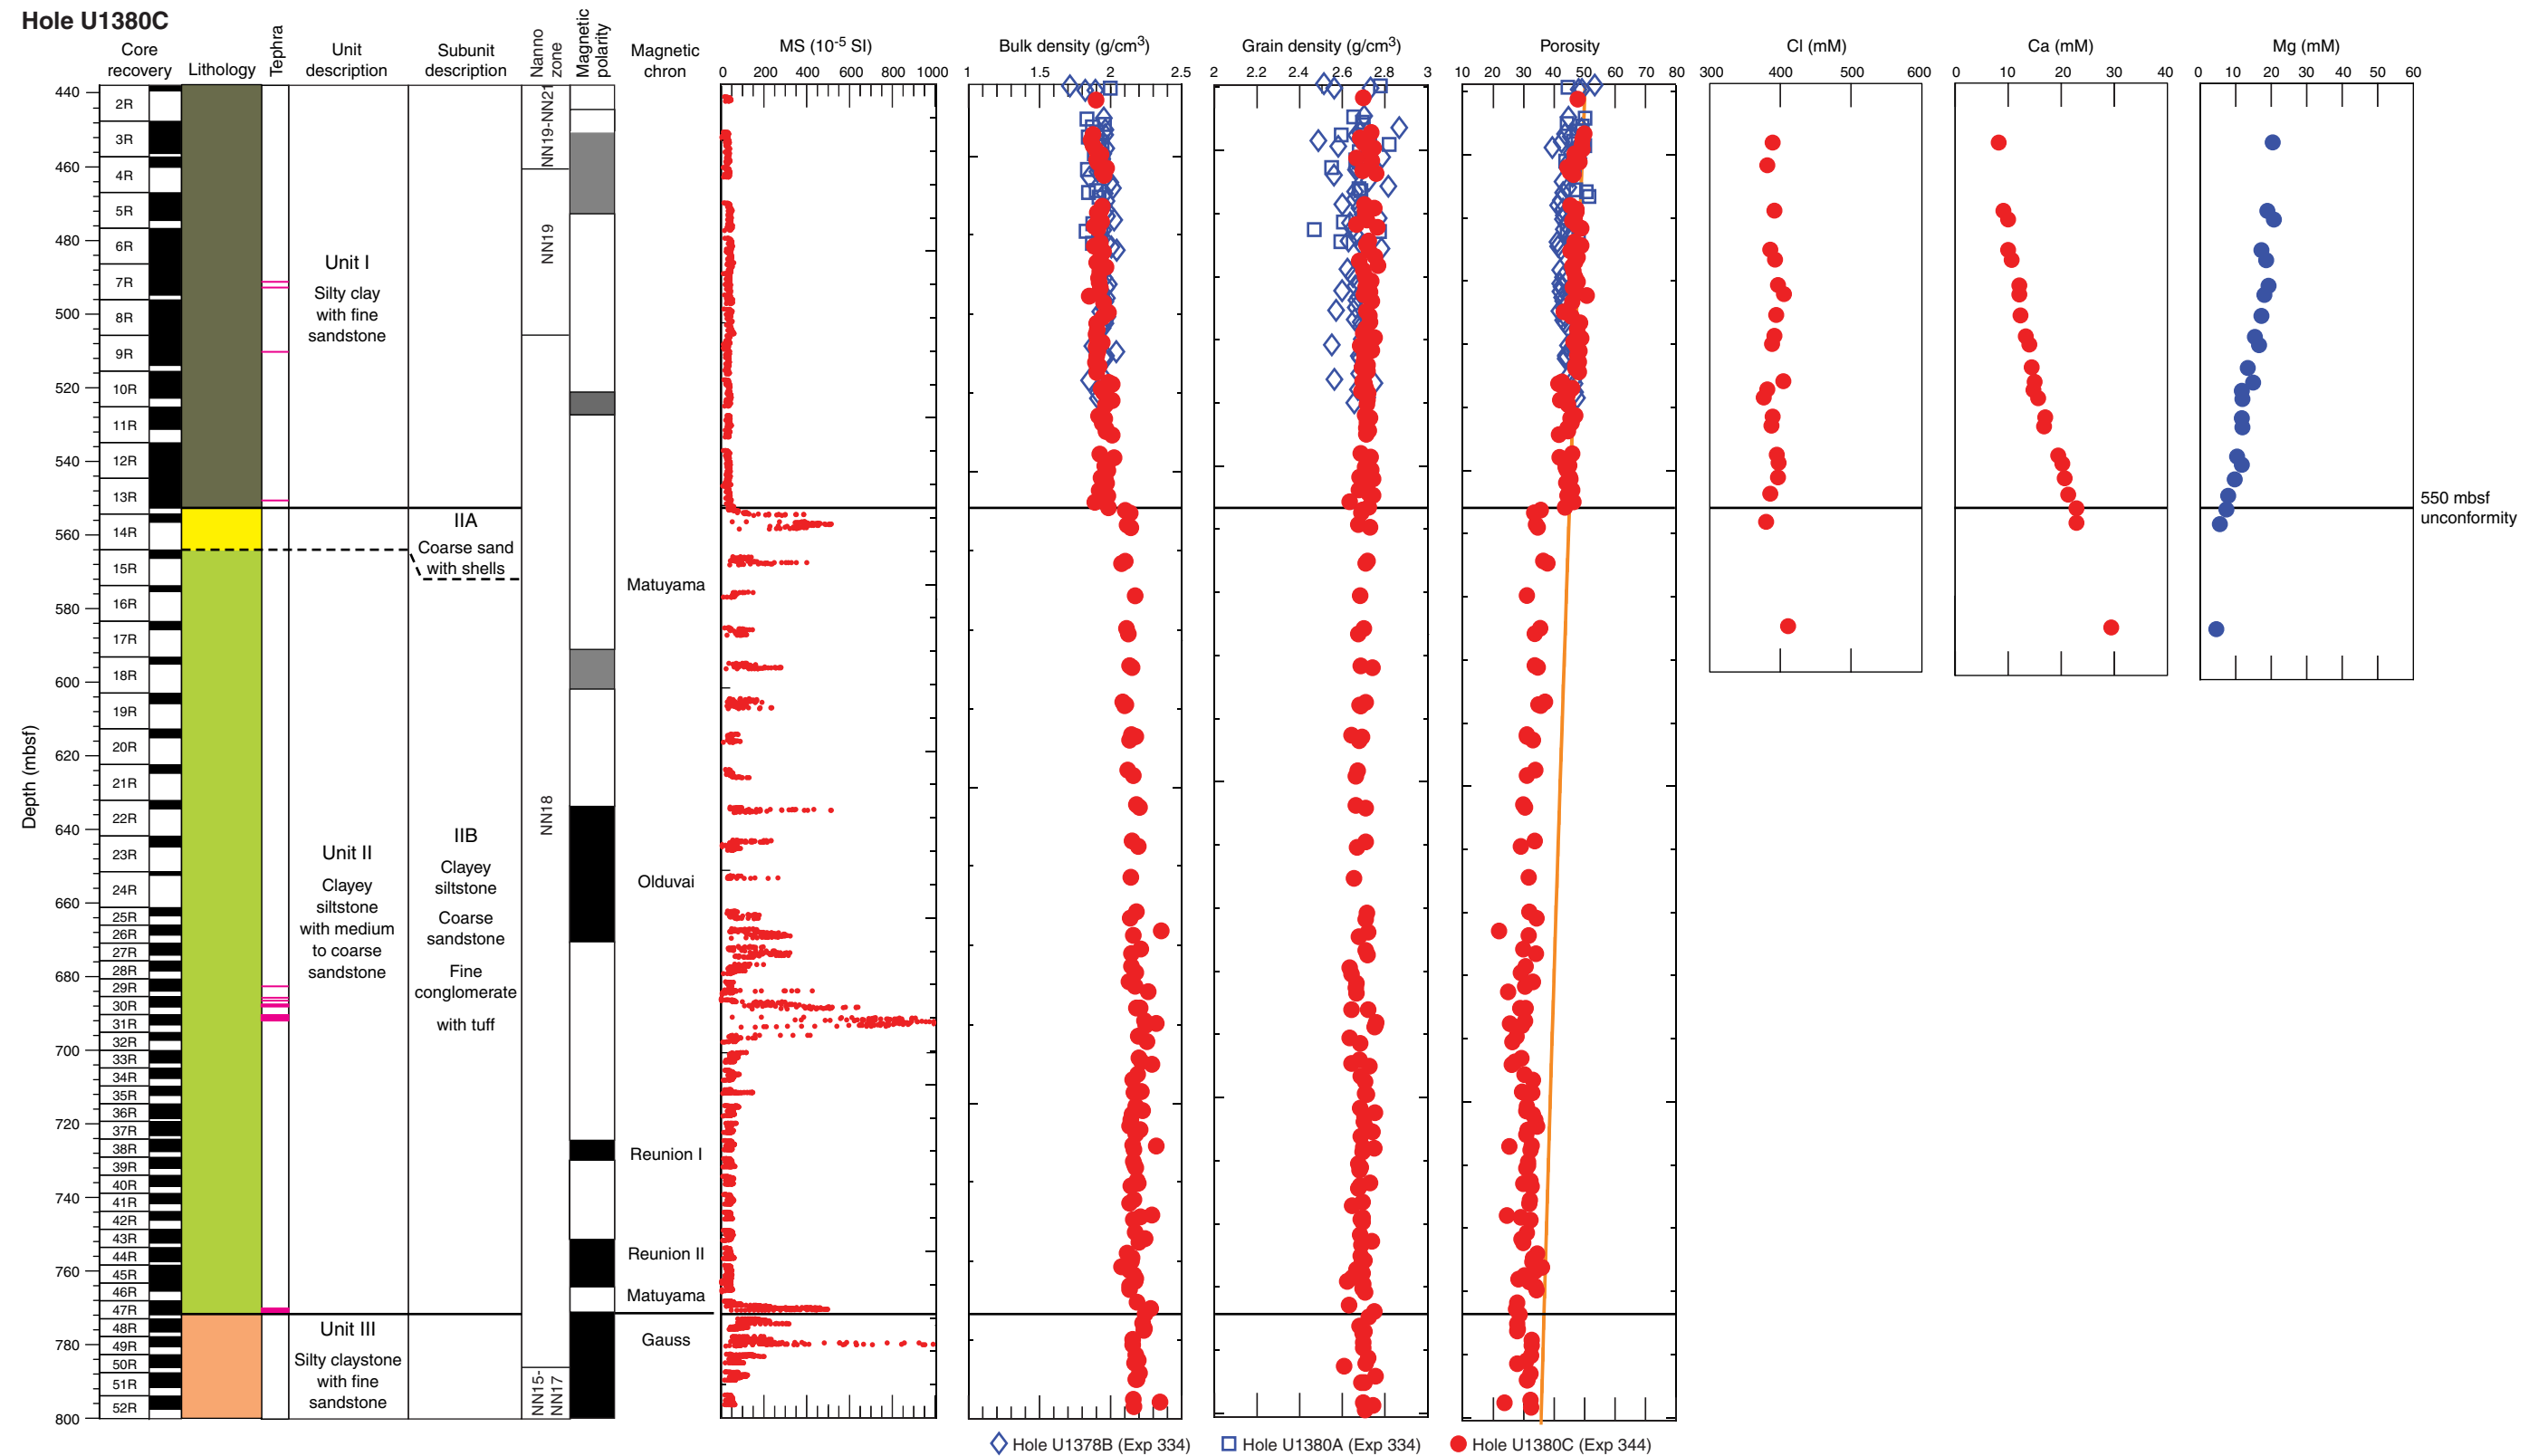 Hole U1380C
Core recovery
Lithology
Tephra
Unit description
Subunit description
Nanno zone
Magnetic polarity
Magnetic chron
MS (10-5 SI)
Bulk density (g/cm3)
Grain density (g/cm3)
Porosity
Cl (mM)
Ca (mM)
Mg (mM)
0 200 400 600 800 1000
1 1.5 2 2.5
2 2.2 2.4 2.6 2.8 3
10 20 30 40 50 60 70 80
300 400 500 600
0 10 20 30 40
0 10 20 30 40 50 60
Depth (mbsf)
440
460
480
500
520
540
560
580
600
620
640
660
680
700
720
740
760
780
800
2R
3R
4R
5R
6R
7R
8R
9R
10R
11R
12R
13R
14R
15R
16R
17R
18R
19R
20R
21R
22R
23R
24R
25R
26R
27R
28R
29R
30R
31R
32R
33R
34R
35R
36R
37R
38R
39R
40R
41R
42R
43R
44R
45R
46R
47R
48R
49R
50R
51R
52R
Unit I
Silty clay
with fine
sandstone
Unit II
Clayey
siltstone
with medium
to coarse
sandstone
Unit III
Silty claystone
with fine
sandstone
IIA
Coarse sand
with shells
IIB
Clayey
siltstone
Coarse
sandstone
Fine
conglomerate
with tuff
NN19-NN21
NN19
NN18
NN15-
NN17
Matuyama
Olduvai
Reunion I
Reunion II
Matuyama
Gauss
550 mbsf
unconformity
Hole U1378B (Exp 334)
Hole U1380A (Exp 334)
Hole U1380C (Exp 344)